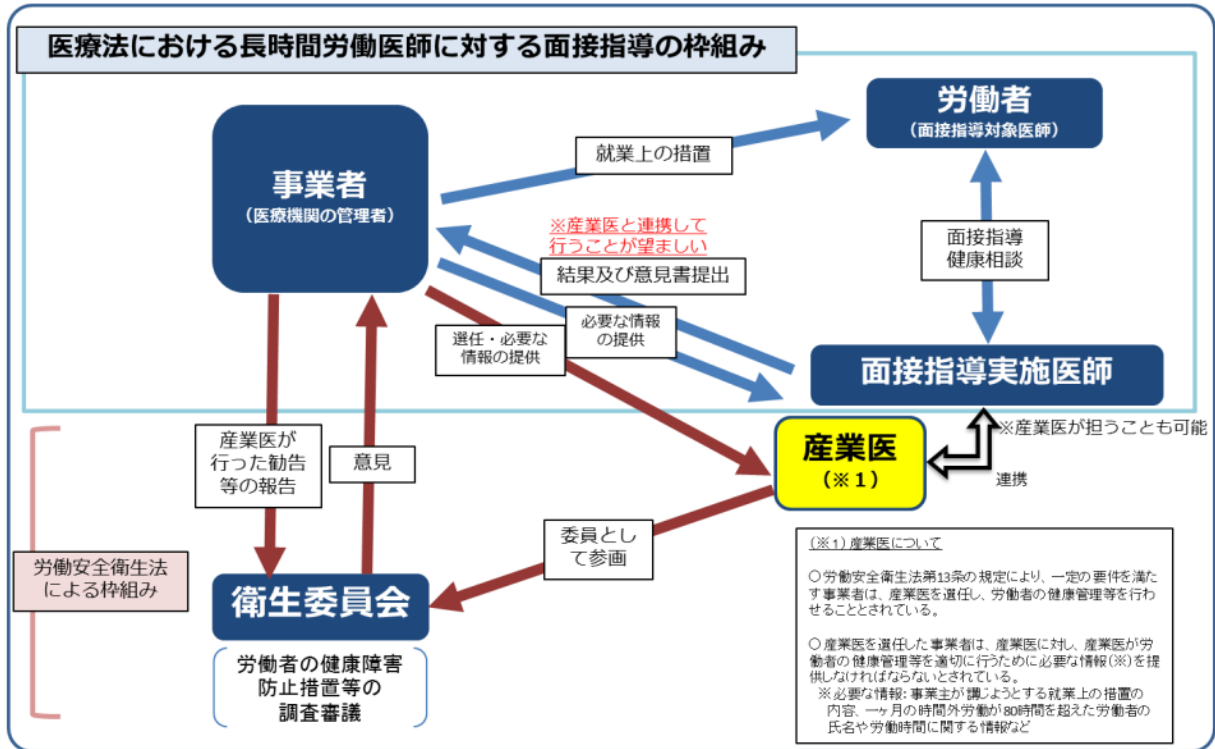 医療法における長時間労働医師に対する面接指導の枠組み
労働者
(面接指導対象医師)
事業者
(医療機関の管理者)
就業上の措置
※産業医と連携して
行うことが望ましい
結果及び意見書提出
面接指導
健康相談
選任・必要な
情報の提供
必要な情報
の提供
面接指導実施医師
産業医が
行った勧告
等の報告
意見
産業医
(※1)
※産業医が担うことも可能
連携
委員とし
て参画
労働安全衛生法
による枠組み
衛生委員会
労働者の健康障害
防止措置等の
調査審議
(※1)産業医について
○労働安全衛生法第13条の規定により、一定の要件を満た
す事業者は、産業医を選任し、労働者の健康管理等を行わ
せることとされている。
○産業医を選任した事業者は、産業医に対し、産業医が労
働者の健康管理等を適切に行うために必要な情報(※)を提
供しなければならないとされている。
※必要な情報:事業主が講じようとする就業上の措置の
内容、一ヶ月の時間外労働が80時間を超えた労働者の
氏名や労働時間に関する情報など